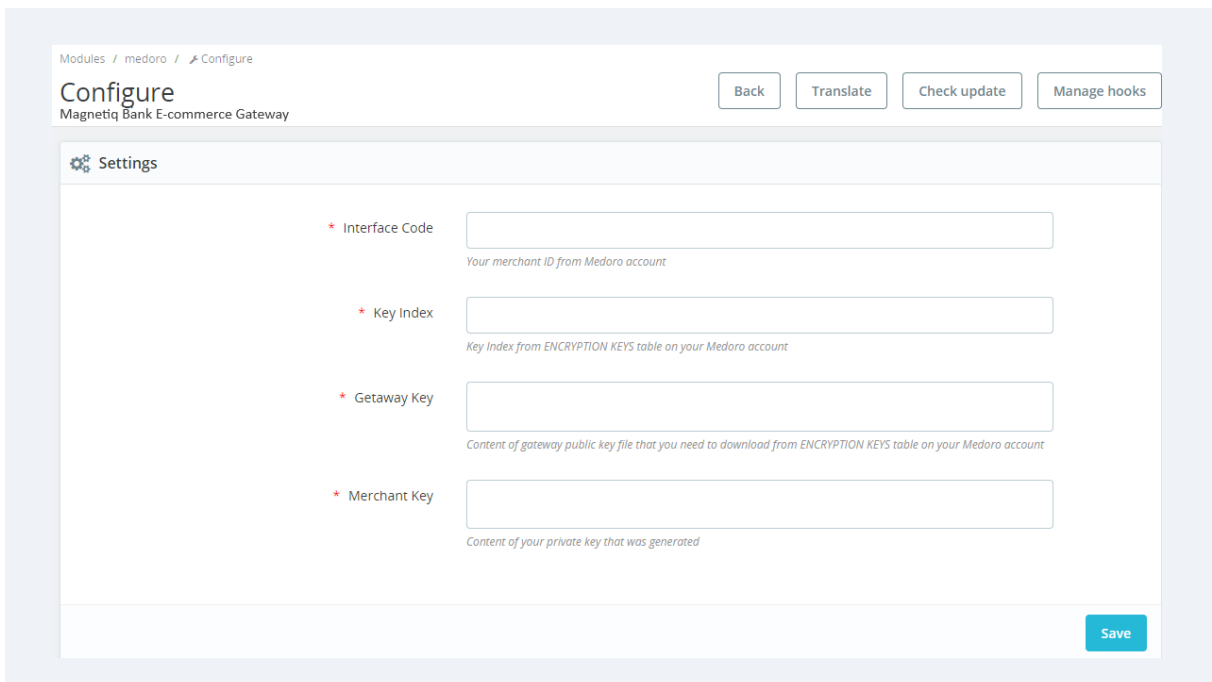 Modules / medoro / Configure
Configure
Magnetiq Bank E-commerce Gateway
Back Translate Check update Manage hooks
Settings
* Interface Code
Your merchant ID from Medoro account
* Key Index
Key Index from ENCRYPTION KEYS table on your Medoro account
* Getaway Key
Content of gateway public key file that you need to download from ENCRYPTION KEYS table on your Medoro account
* Merchant Key
Content of your private key that was generated
Save